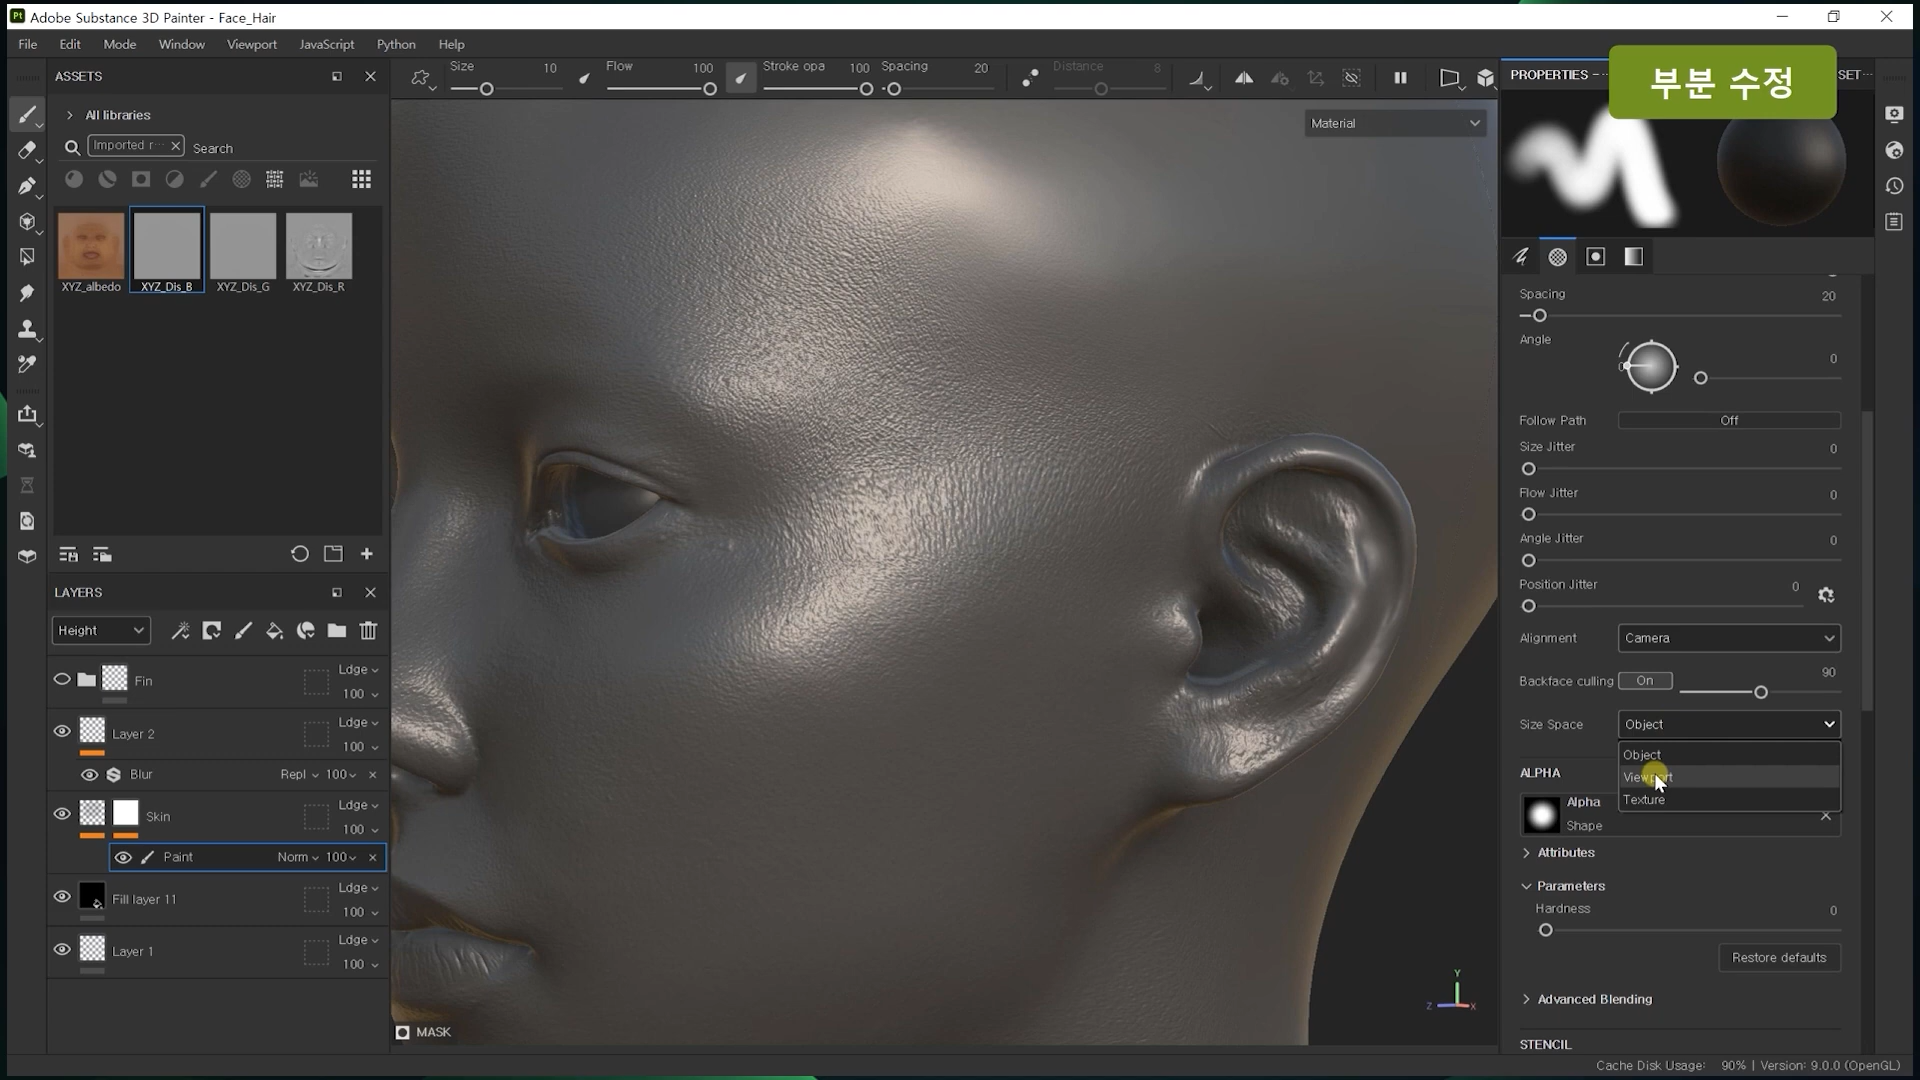 Pt Adobe Substance 3D Painter - Face_Hair
File Edit Mode Window Viewport JavaScript Python Help
부분 수정
ASSETS
Size 10 Flow 100 Stroke opa 100 Spacing 20 Distance 8
PROPERTIES - SET
All libraries
Imported r... Search
Material
XYZ_albedo XYZ_Dis_B XYZ_Dis_G XYZ_Dis_R
Spacing 20
Angle 0
Follow Path Off
Size Jitter 0
Flow Jitter 0
Angle Jitter 0
Position Jitter 0
Alignment Camera
Backface culling On 90
Size Space Object
Object
Viewport
Texture
ALPHA
Alpha
Shape
Attributes
Parameters
Hardness 0
Restore defaults
Advanced Blending
STENCIL
LAYERS
Height
Fin Ldge 100
Layer 2 Ldge 100
Blur Repl 100
Skin Ldge 100
Paint Norm 100
Fill layer 11 Ldge 100
Layer 1 Ldge 100
MASK
Y
Z X
Cache Disk Usage: 90% | Version: 9.0.0 (OpenGL)